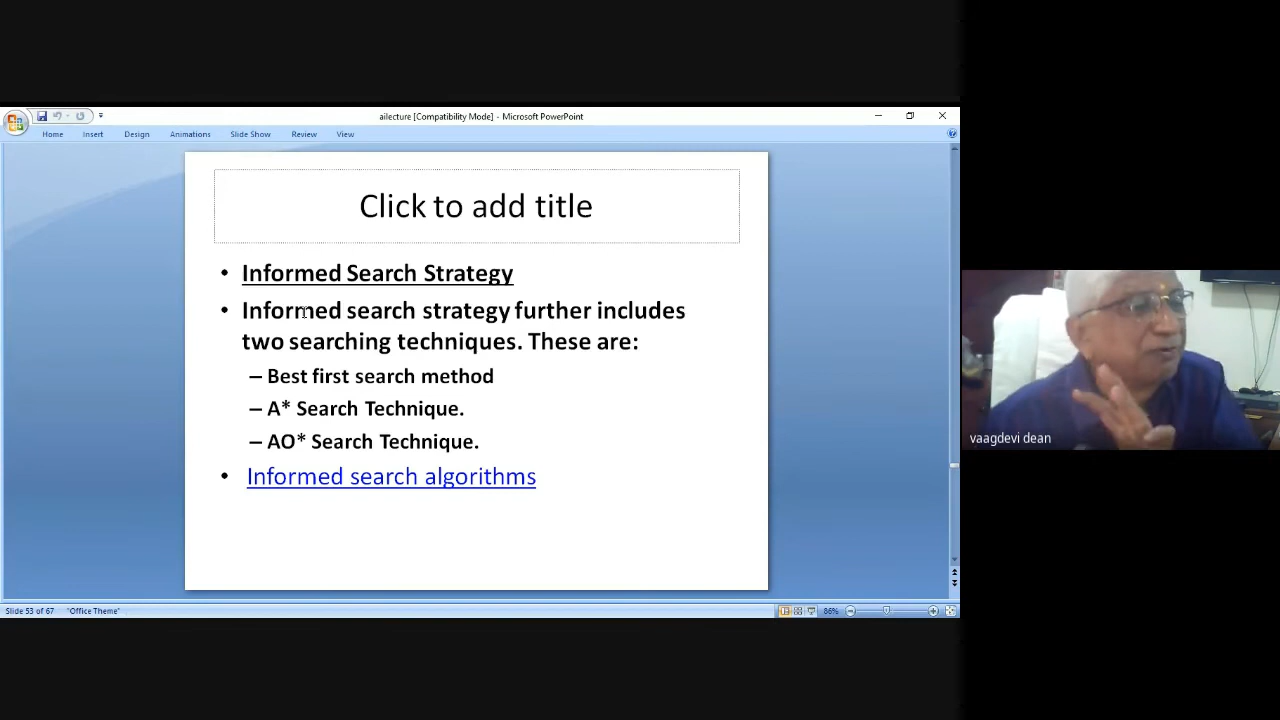 ailecture [Compatibility Mode] - Microsoft PowerPoint
Home Insert Design Animations Slide Show Review View
Click to add title
• Informed Search Strategy
• Informed search strategy further includes
two searching techniques. These are:
– Best first search method
– A* Search Technique.
– AO* Search Technique.
• Informed search algorithms
vaagdevi dean
Slide 53 of 67 "Office Theme" 86%